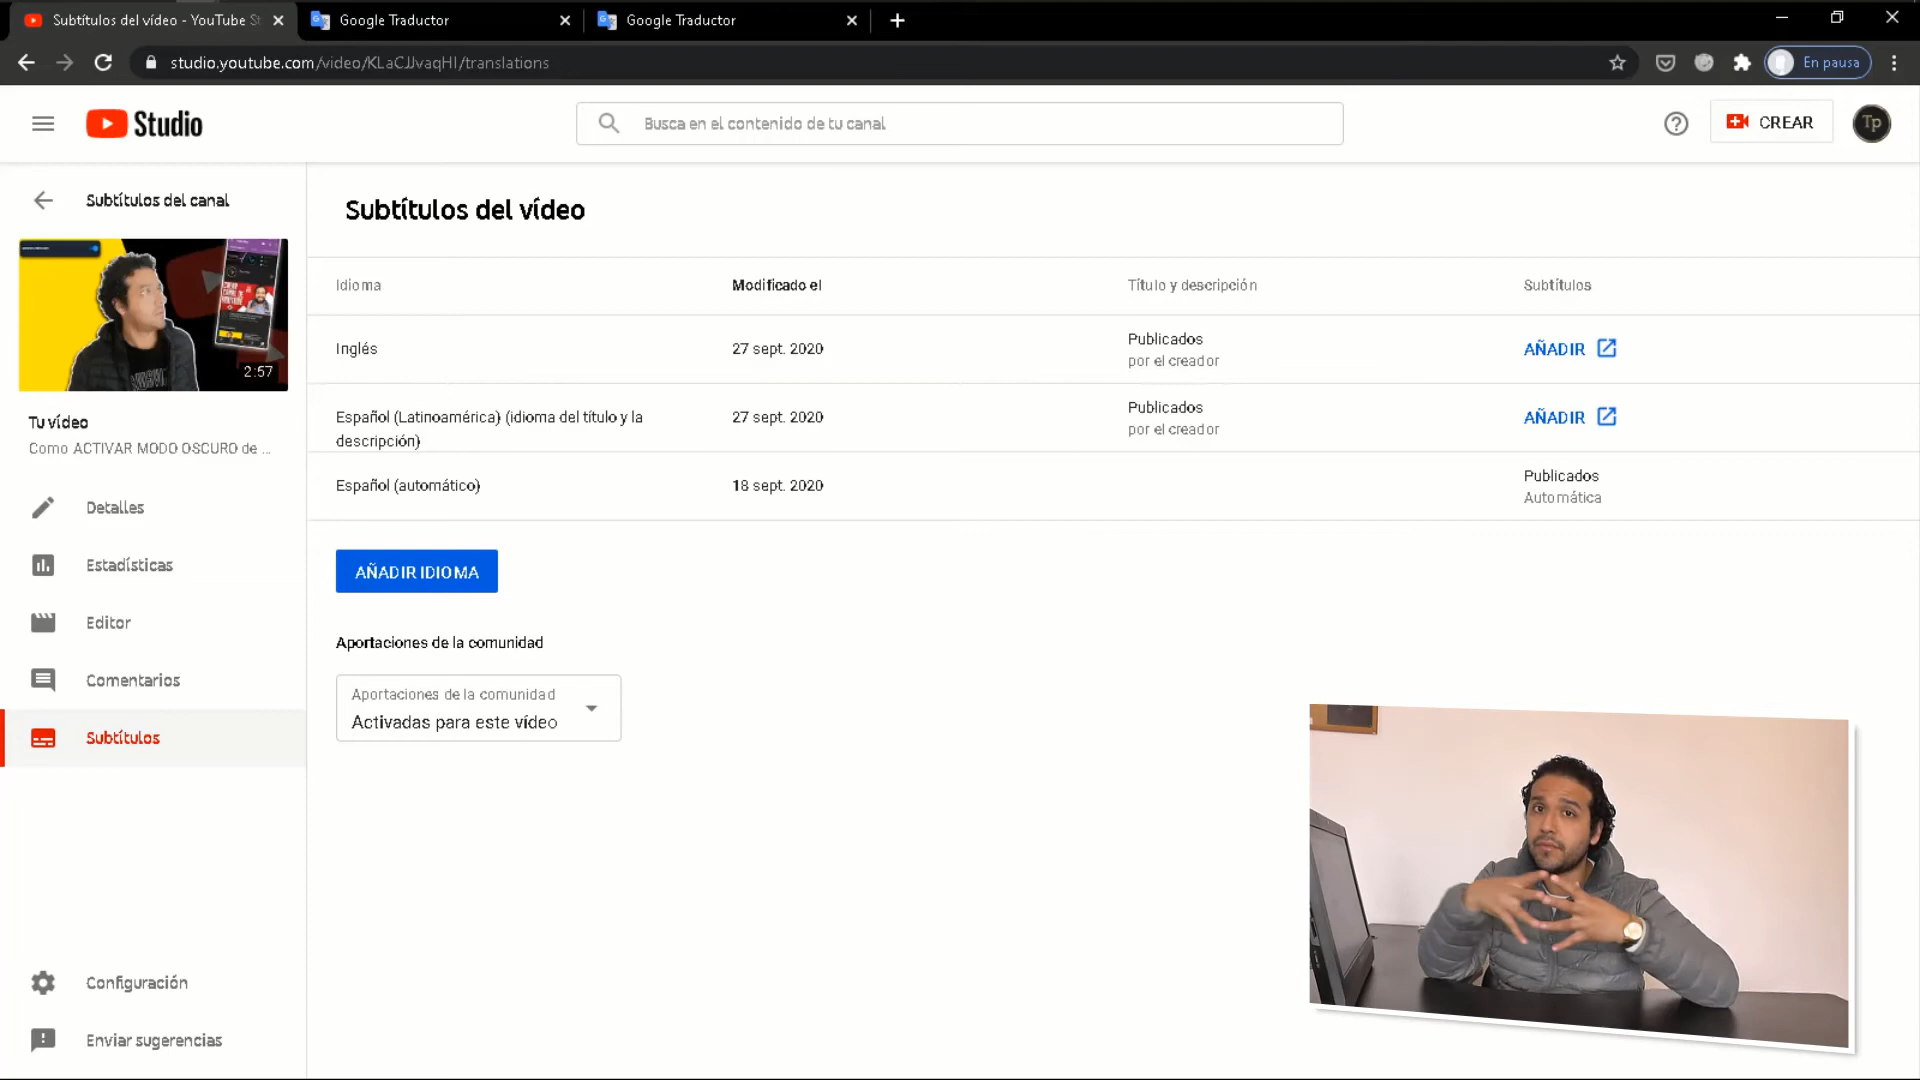 Subtítulos del vídeo - YouTube St
Google Traductor
Google Traductor
studio.youtube.com/video/KLaCJJvaqHI/translations
En pausa
Studio
Busca en el contenido de tu canal
CREAR
Tp
Subtítulos del canal
2:57
Tu vídeo
Como ACTIVAR MODO OSCURO de ...
Detalles
Estadísticas
Editor
Comentarios
Subtítulos
Configuración
Enviar sugerencias
Subtítulos del vídeo
Idioma
Modificado el
Título y descripción
Subtítulos
Inglés
27 sept. 2020
Publicados
por el creador
AÑADIR
Español (Latinoamérica) (idioma del título y la
descripción)
27 sept. 2020
Publicados
por el creador
AÑADIR
Español (automático)
18 sept. 2020
Publicados
Automática
AÑADIR IDIOMA
Aportaciones de la comunidad
Aportaciones de la comunidad
Activadas para este vídeo